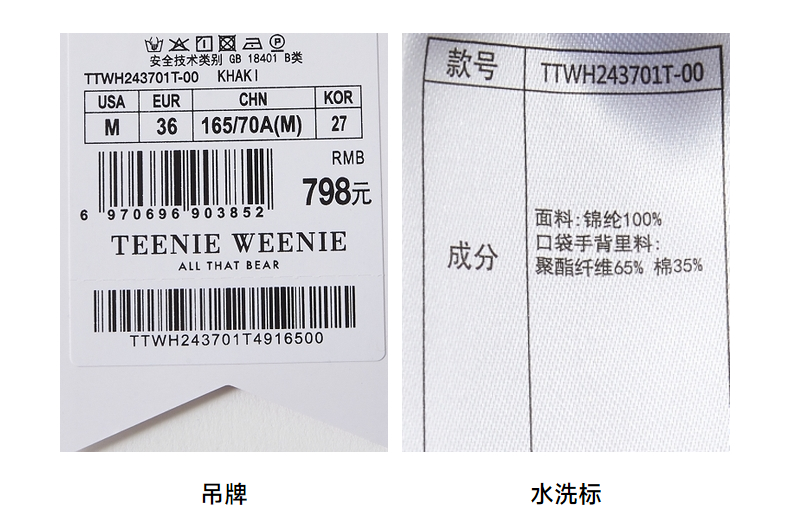 安全技术类别 GB 18401 B类
TTWH243701T-00 KHAKI
USA EUR CHN KOR
M 36 165/70A(M) 27
RMB
798元
6 970696 903852
TEENIE WEENIE
ALL THAT BEAR
TTWH243701T4916500
吊牌
款号 TTWH243701T-00
成分
面料:锦纶100%
口袋手背里料:
聚酯纤维65% 棉35%
水洗标